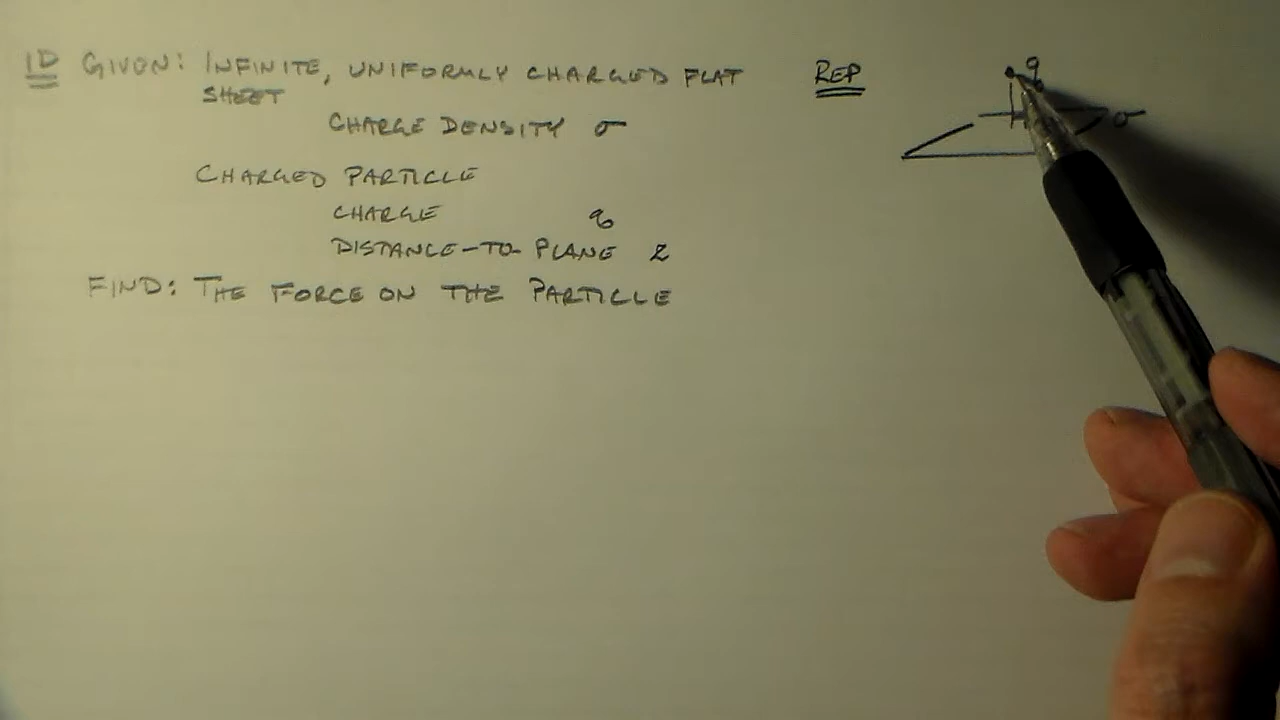 ID GIVEN: INFINITE, UNIFORMLY CHARGED FLAT
SHEET
CHARGE DENSITY σ
CHARGED PARTICLE
CHARGE q
DISTANCE-TO PLANE z
FIND: THE FORCE ON THE PARTICLE
REP
q
σ